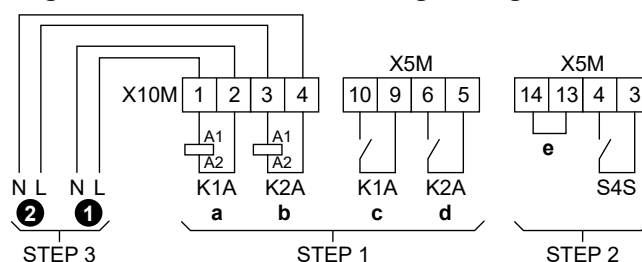 X5M X5M
X10M 1 2 3 4 10 9 6 5 14 13 4 3
A1 A1
A2 A2
e
N L N L K1A K2A K1A K2A S4S
2 1 a b c d
STEP 3 STEP 1 STEP 2